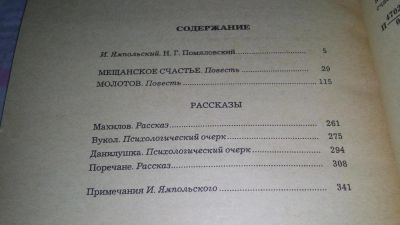 СОДЕРЖАНИЕ
И. Ямпольский. Н. Г. Помяловский 5
МЕЩАНСКОЕ СЧАСТЬЕ. Повесть 29
МОЛОТОВ. Повесть 115
РАССКАЗЫ
Махилов. Рассказ 261
Вукол. Психологический очерк 275
Данилушка. Психологический очерк 294
Поречане. Рассказ 308
Примечания И. Ямпольского 341